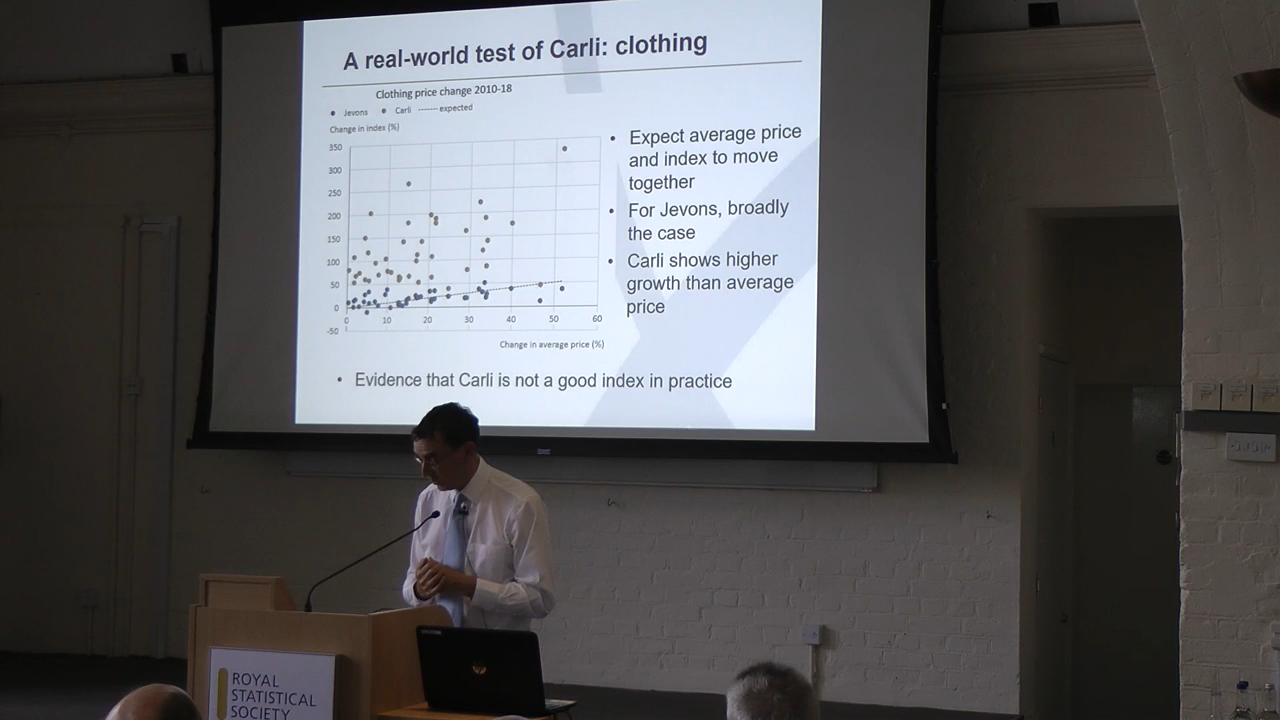 A real-world test of Carli: clothing
Clothing price change 2010-18
Jevons Carli expected
Change in index (%)
350
300
250
200
150
100
50
0
-50
0 10 20 30 40 50 60
Change in average price (%)
• Expect average price
and index to move
together
• For Jevons, broadly
the case
• Carli shows higher
growth than average
price
• Evidence that Carli is not a good index in practice
ROYAL
STATISTICAL
SOCIETY